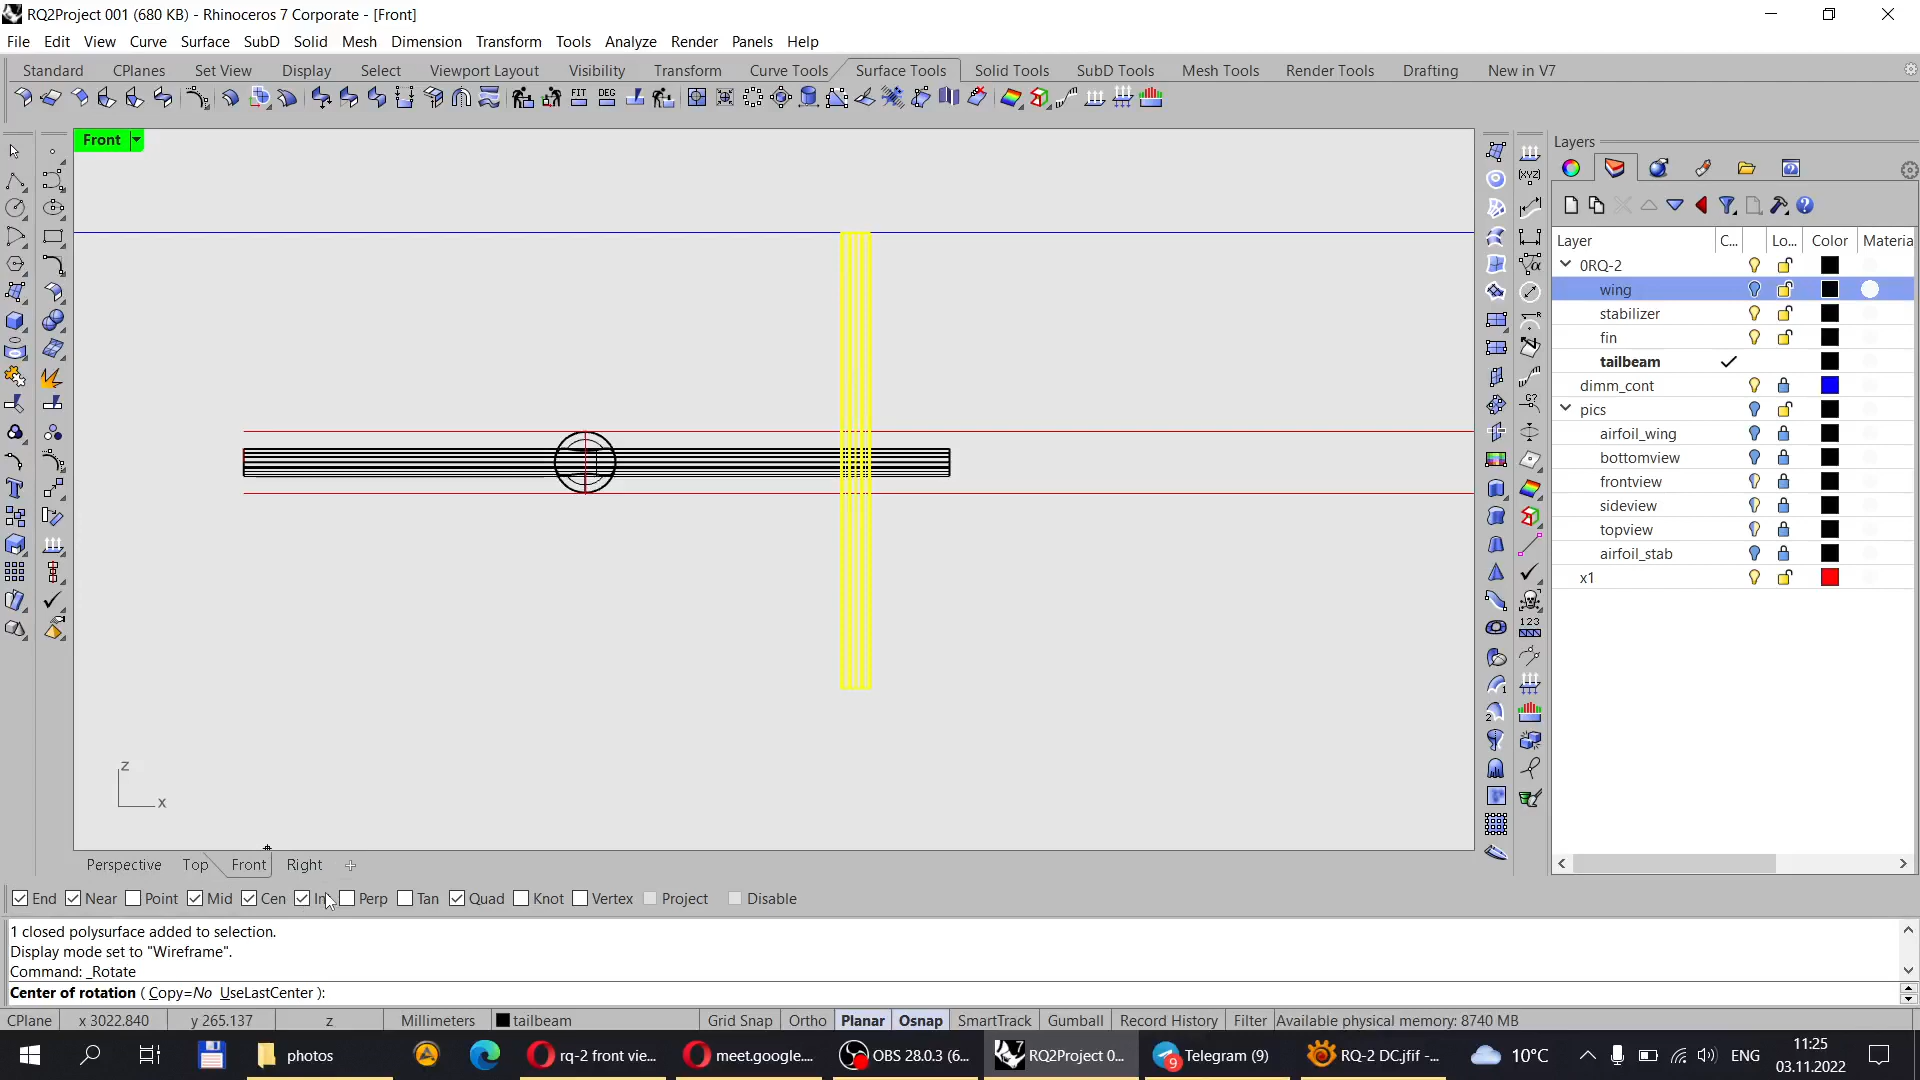 RQ2Project 001 (680 KB) - Rhinoceros 7 Corporate - [Front]
File Edit View Curve Surface SubD Solid Mesh Dimension Transform Tools Analyze Render Panels Help
Standard CPlanes Set View Display Select Viewport Layout Visibility Transform Curve Tools Surface Tools Solid Tools SubD Tools Mesh Tools Render Tools Drafting New in V7
FIT DEG
Front
Layers
Layer C... Lo... Color Materia
0RQ-2
wing
stabilizer
fin
tailbeam
dimm_cont
pics
airfoil_wing
bottomview
frontview
sideview
topview
airfoil_stab
x1
z
x
Perspective Top Front Right
End Near Point Mid Cen Perp Tan Quad Knot Vertex Project Disable
1 closed polysurface added to selection.
Display mode set to "Wireframe".
Command: _Rotate
Center of rotation ( Copy=No UseLastCenter ):
CPlane x 3022.840 y 265.137 z Millimeters tailbeam Grid Snap Ortho Planar Osnap SmartTrack Gumball Record History Filter Available physical memory: 8740 MB
photos rq-2 front vie... meet.google.... OBS 28.0.3 (6... RQ2Project 0... Telegram (9) RQ-2 DC.jfif -... 10°C ENG 11:25
03.11.2022